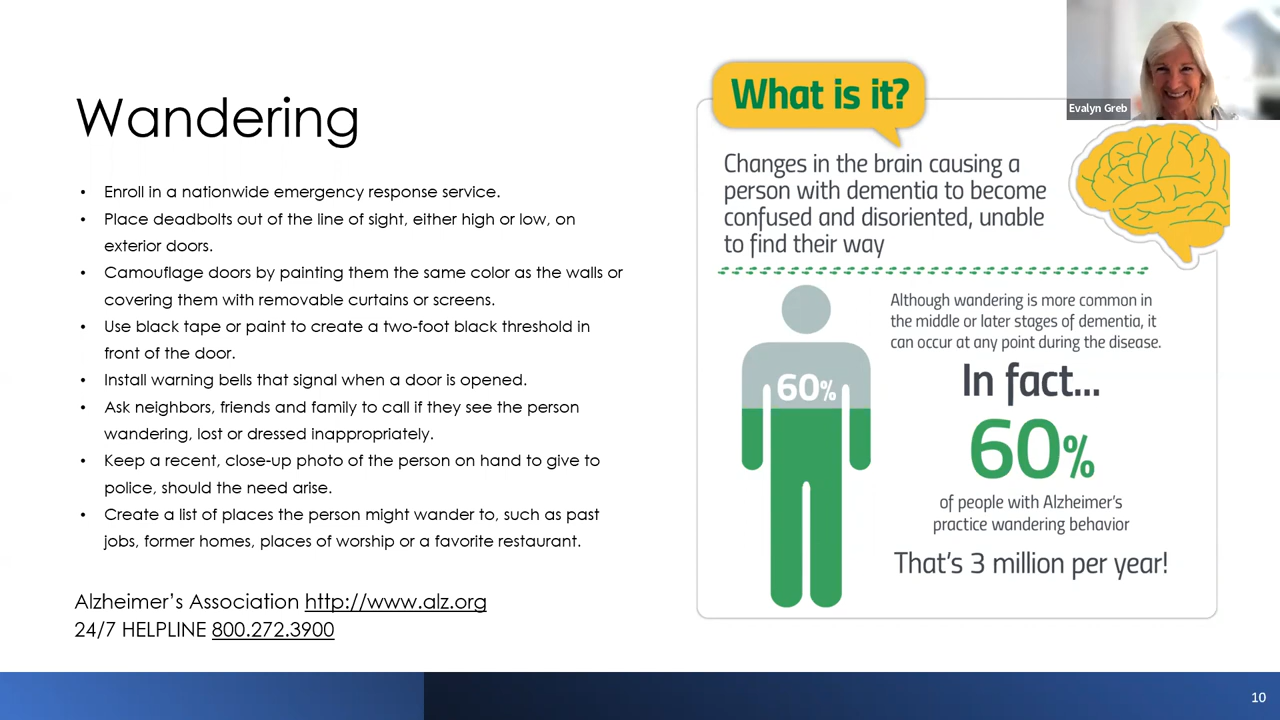 Wandering
• Enroll in a nationwide emergency response service.
• Place deadbolts out of the line of sight, either high or low, on
exterior doors.
• Camouflage doors by painting them the same color as the walls or
covering them with removable curtains or screens.
• Use black tape or paint to create a two-foot black threshold in
front of the door.
• Install warning bells that signal when a door is opened.
• Ask neighbors, friends and family to call if they see the person
wandering, lost or dressed inappropriately.
• Keep a recent, close-up photo of the person on hand to give to
police, should the need arise.
• Create a list of places the person might wander to, such as past
jobs, former homes, places of worship or a favorite restaurant.
Alzheimer’s Association http://www.alz.org
24/7 HELPLINE 800.272.3900
What is it?
Changes in the brain causing a
person with dementia to become
confused and disoriented, unable
to find their way
Although wandering is more common in
the middle or later stages of dementia, it
can occur at any point during the disease.
60%
In fact...
60%
of people with Alzheimer’s
practice wandering behavior
That’s 3 million per year!
Evalyn Greb
10